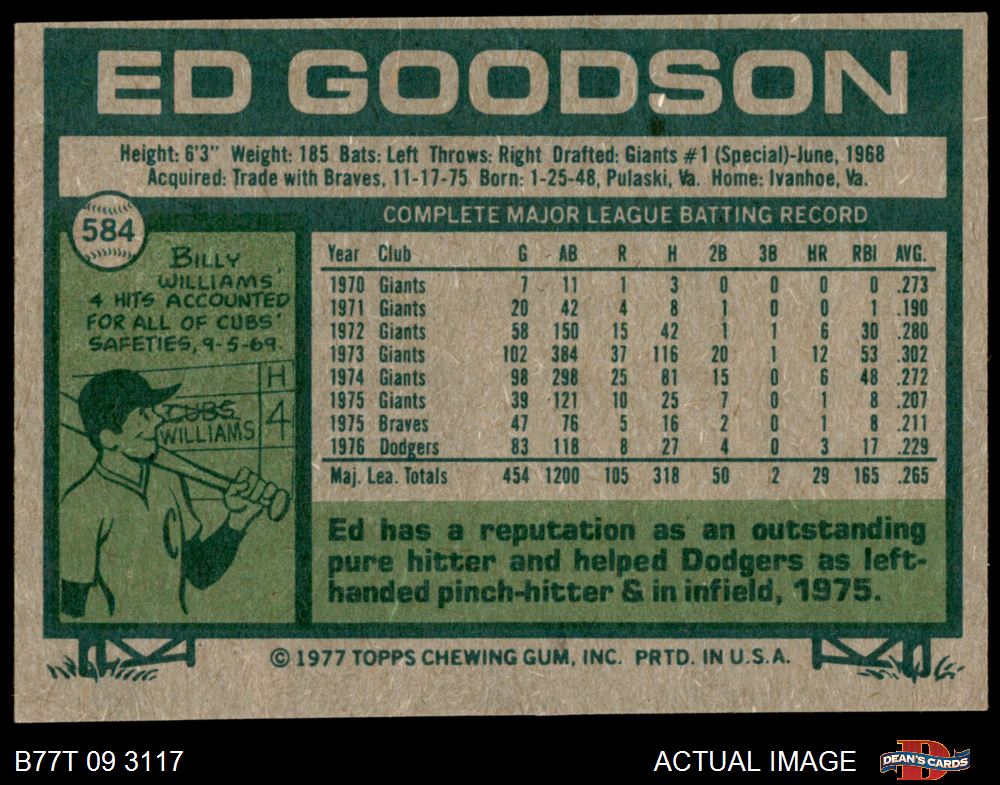 ED GOODSON
Height: 6'3" Weight: 185 Bats: Left Throws: Right Drafted: Giants #1 (Special)-June, 1968
Acquired: Trade with Braves, 11-17-75 Born: 1-25-48, Pulaski, Va. Home: Ivanhoe, Va.
584
BILLY
WILLIAMS'
4 HITS ACCOUNTED
FOR ALL OF CUBS'
SAFETIES, 9-5-69.
H
CUBS
WILLIAMS 4
C
COMPLETE MAJOR LEAGUE BATTING RECORD
Year Club G AB R H 2B 3B HR RBI AVG.
1970 Giants 7 11 1 3 0 0 0 0 .273
1971 Giants 20 42 4 8 1 0 0 1 .190
1972 Giants 58 150 15 42 1 1 6 30 .280
1973 Giants 102 384 37 116 20 1 12 53 .302
1974 Giants 98 298 25 81 15 0 6 48 .272
1975 Giants 39 121 10 25 7 0 1 8 .207
1975 Braves 47 76 5 16 2 0 1 8 .211
1976 Dodgers 83 118 8 27 4 0 3 17 .229
Maj. Lea. Totals 454 1200 105 318 50 2 29 165 .265
Ed has a reputation as an outstanding
pure hitter and helped Dodgers as left-
handed pinch-hitter & in infield, 1975.
© 1977 TOPPS CHEWING GUM, INC. PRTD. IN U.S.A.
B77T 09 3117
ACTUAL IMAGE
D
DEAN'S CARDS